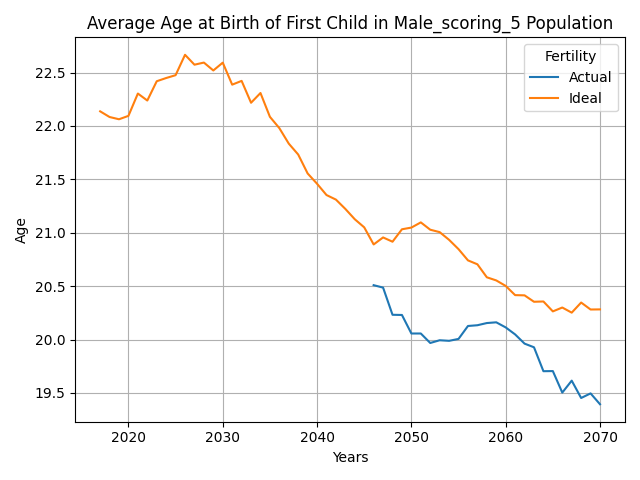 Average Age at Birth of First Child in Male_scoring_5 Population
Fertility
Actual
Ideal
22.5
22.0
21.5
21.0
20.5
20.0
19.5
Age
2020 2030 2040 2050 2060 2070
Years